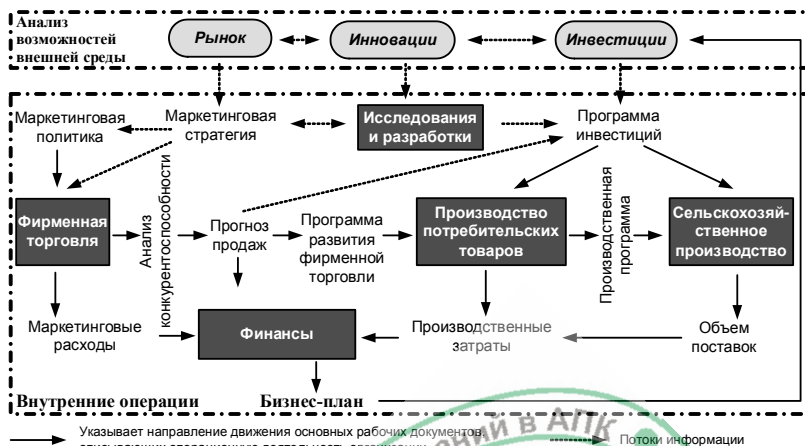 Анализ
возможностей
внешней среды
Рынок
Инновации
Инвестиции
Маркетинговая
политика
Маркетинговая
стратегия
Исследования
и разработки
Программа
инвестиций
Фирменная
торговля
Анализ
конкурентоспособности
Прогноз
продаж
Программа
развития
фирменной
торговли
Производство
потребительских
товаров
Производственная
программа
Сельскохозяй-
ственное
производство
Маркетинговые
расходы
Финансы
Производственные
затраты
Объем
поставок
Внутренние операции
Бизнес-план
Указывает направление движения основных рабочих документов,
Потоки информации
ний в АПК